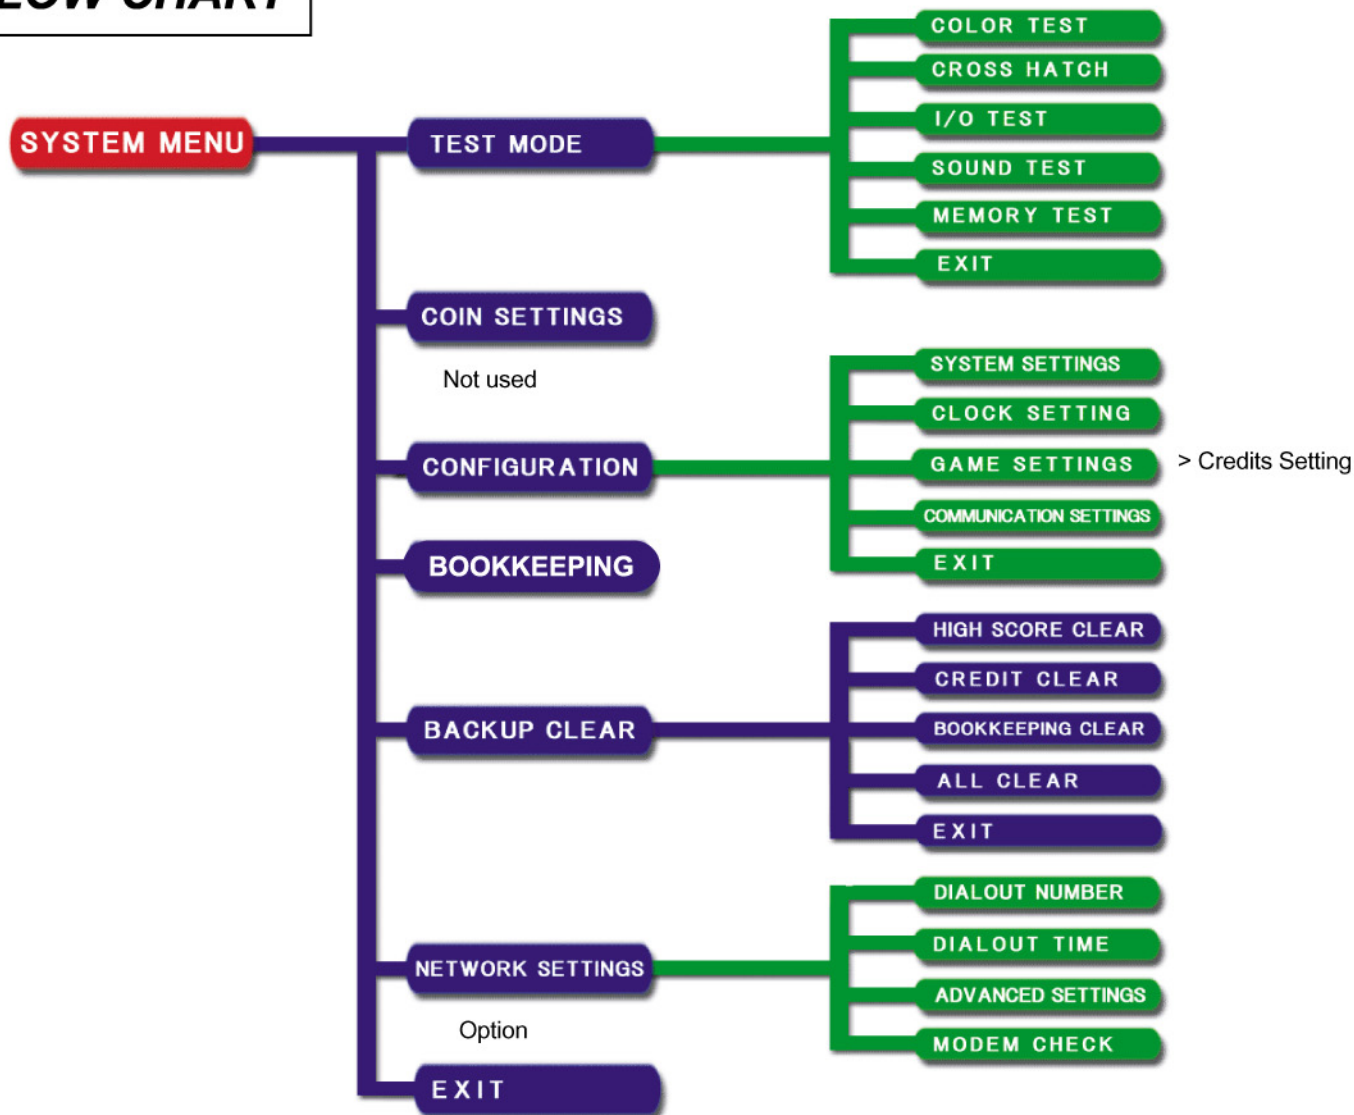 CHART
SYSTEM MENU
TEST MODE
COLOR TEST
CROSS HATCH
I/O TEST
SOUND TEST
MEMORY TEST
EXIT
COIN SETTINGS
Not used
CONFIGURATION
SYSTEM SETTINGS
CLOCK SETTING
GAME SETTINGS
> Credits Setting
COMMUNICATION SETTINGS
EXIT
BOOKKEEPING
BACKUP CLEAR
HIGH SCORE CLEAR
CREDIT CLEAR
BOOKKEEPING CLEAR
ALL CLEAR
EXIT
NETWORK SETTINGS
Option
DIALOUT NUMBER
DIALOUT TIME
ADVANCED SETTINGS
MODEM CHECK
EXIT